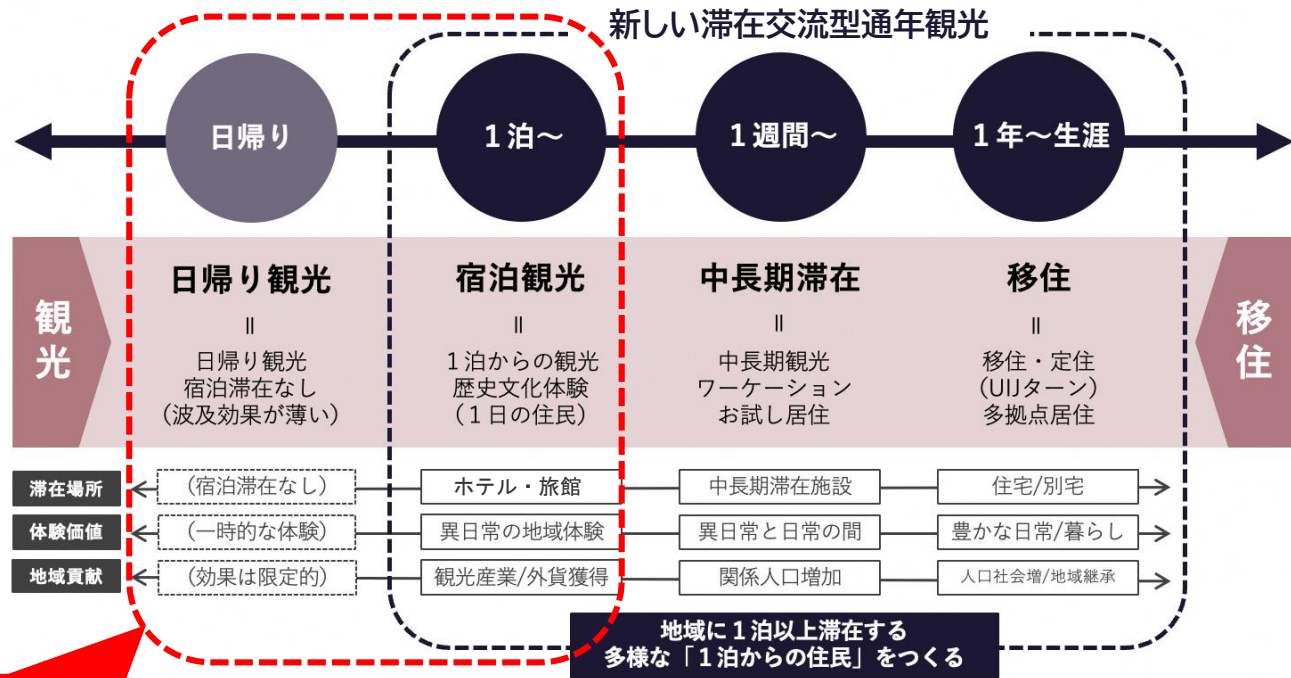 新しい滞在交流型通年観光
日帰り
1泊〜
1週間〜
1年〜生涯
観光
日帰り観光
=
日帰り観光
宿泊滞在なし
(波及効果が薄い)
宿泊観光
=
1泊からの観光
歴史文化体験
(1日の住民)
中長期滞在
=
中長期観光
ワーケーション
お試し居住
移住
=
移住・定住
(UIJターン)
多拠点居住
移住
滞在場所
(宿泊滞在なし)
ホテル・旅館
中長期滞在施設
住宅/別宅
体験価値
(一時的な体験)
異日常の地域体験
異日常と日常の間
豊かな日常/暮らし
地域貢献
(効果は限定的)
観光産業/外貨獲得
関係人口増加
人口社会増/地域継承
地域に1泊以上滞在する
多様な「1泊からの住民」をつくる